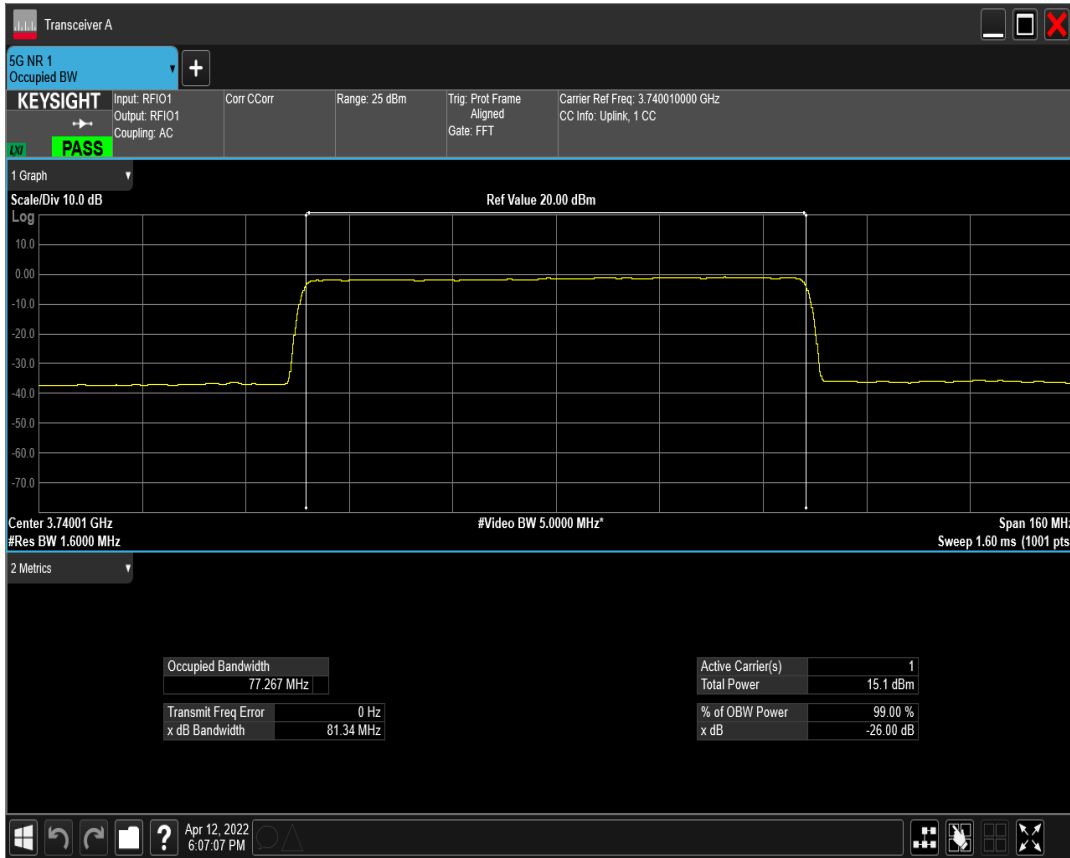 Transceiver A
5G NR 1
Occupied BW
KEYSIGHT
LXI
PASS
Input: RFIO1
Output: RFIO1
Coupling: AC
Corr CCorr
Range: 25 dBm
Trig: Prot Frame
Aligned
Gate: FFT
Carrier Ref Freq: 3.740010000 GHz
CC Info: Uplink, 1 CC
1 Graph
Scale/Div 10.0 dB
Ref Value 20.00 dBm
Log
10.0
0.00
-10.0
-20.0
-30.0
-40.0
-50.0
-60.0
-70.0
Center 3.74001 GHz
#Video BW 5.0000 MHz*
Span 160 MHz
#Res BW 1.6000 MHz
Sweep 1.60 ms (1001 pts
2 Metrics
Occupied Bandwidth
77.267 MHz
Transmit Freq Error 0 Hz
x dB Bandwidth 81.34 MHz
Active Carrier(s) 1
Total Power 15.1 dBm
% of OBW Power 99.00 %
x dB -26.00 dB
?
Apr 12, 2022
6:07:07 PM